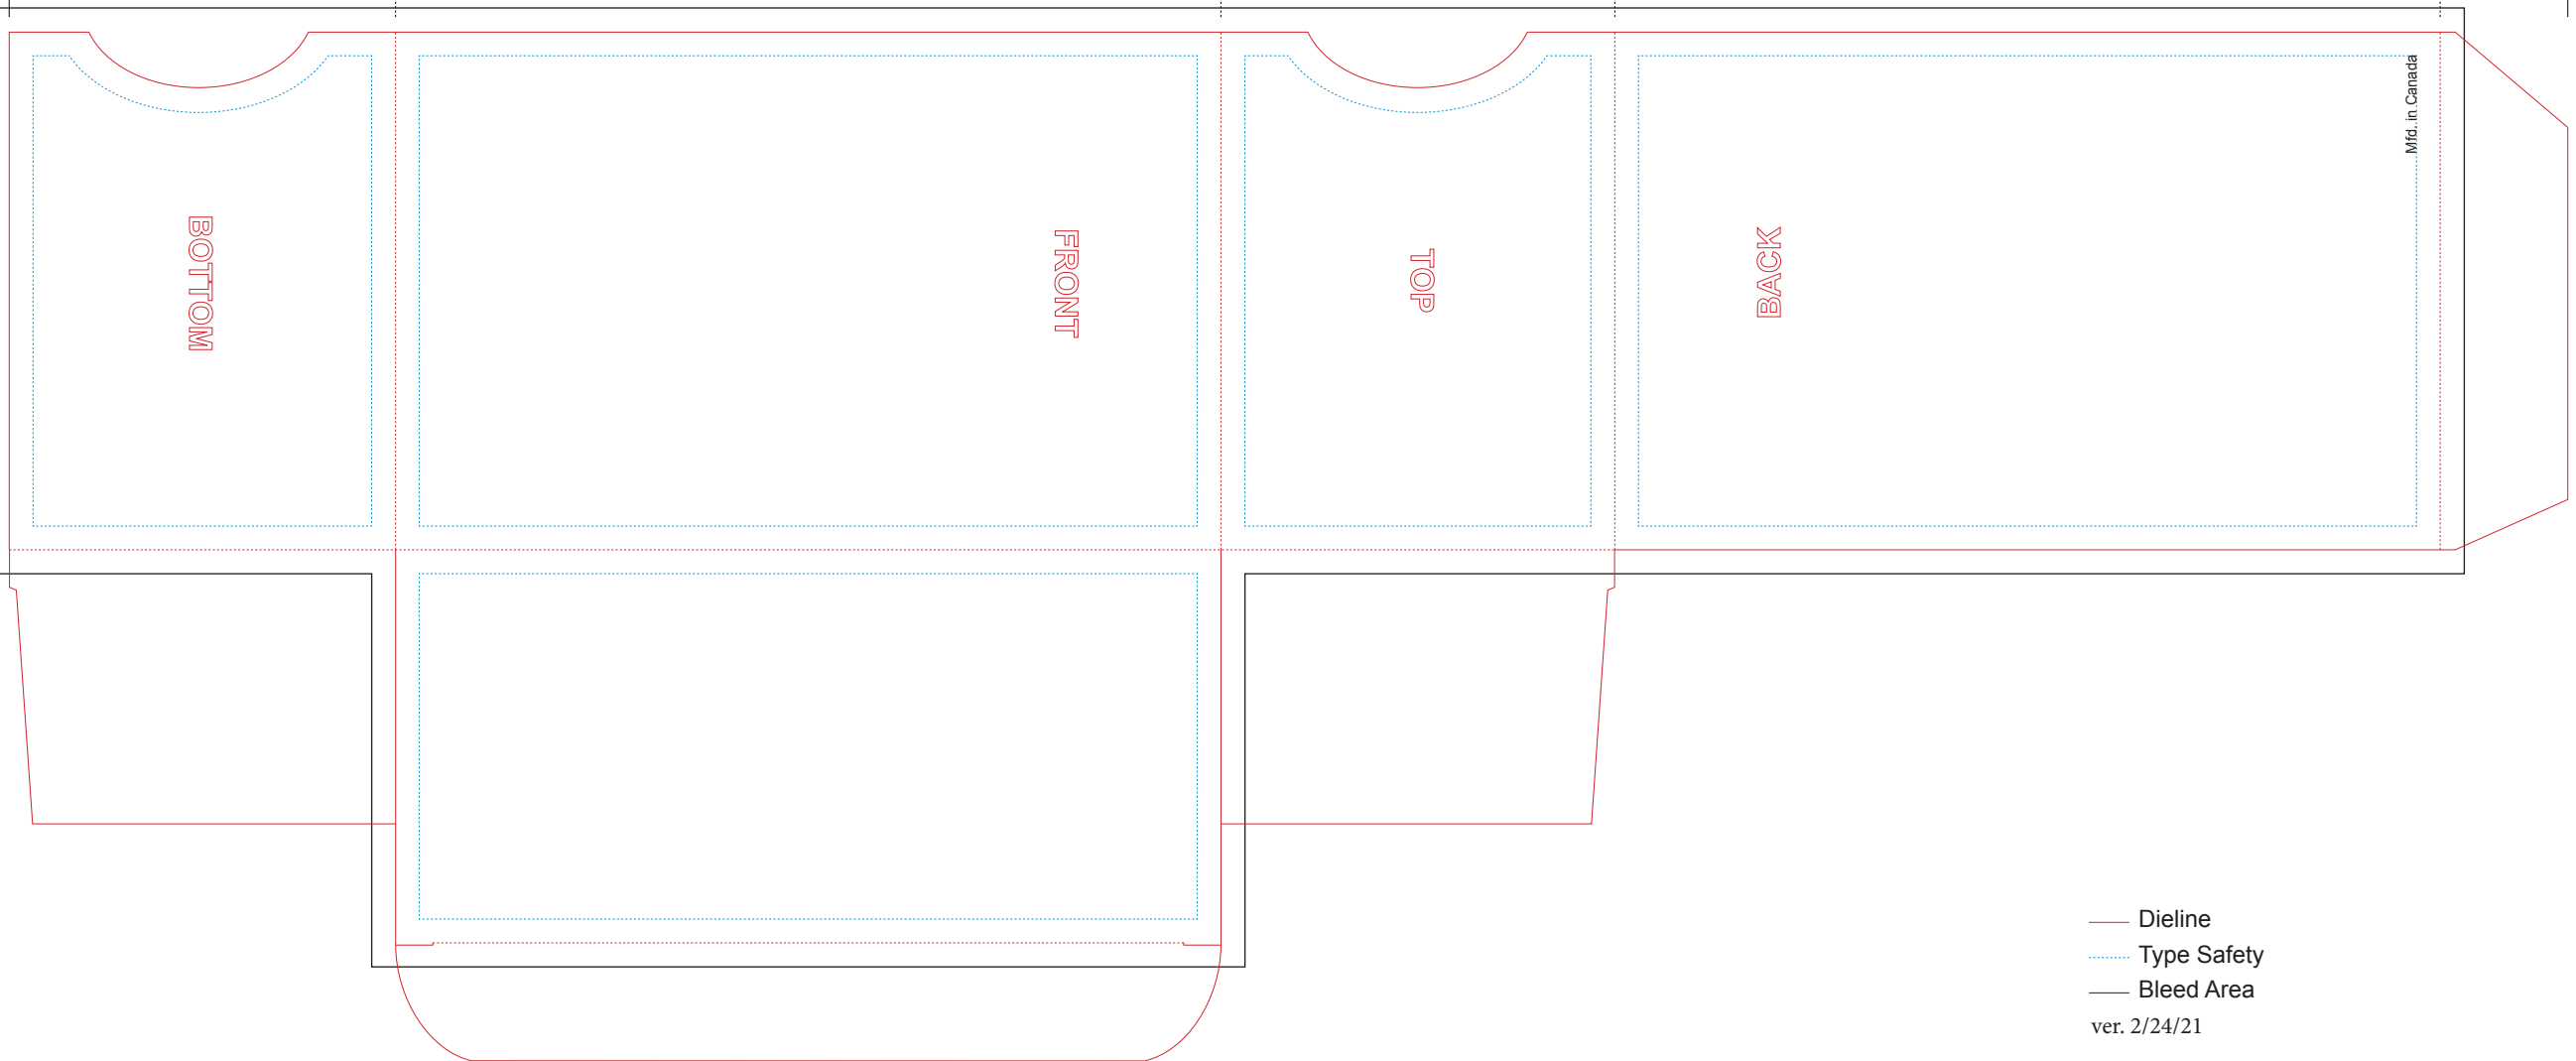 BOTTOM
FRONT
TOP
BACK
Mfd. in Canada
Dieline
Type Safety
Bleed Area
ver. 2/24/21